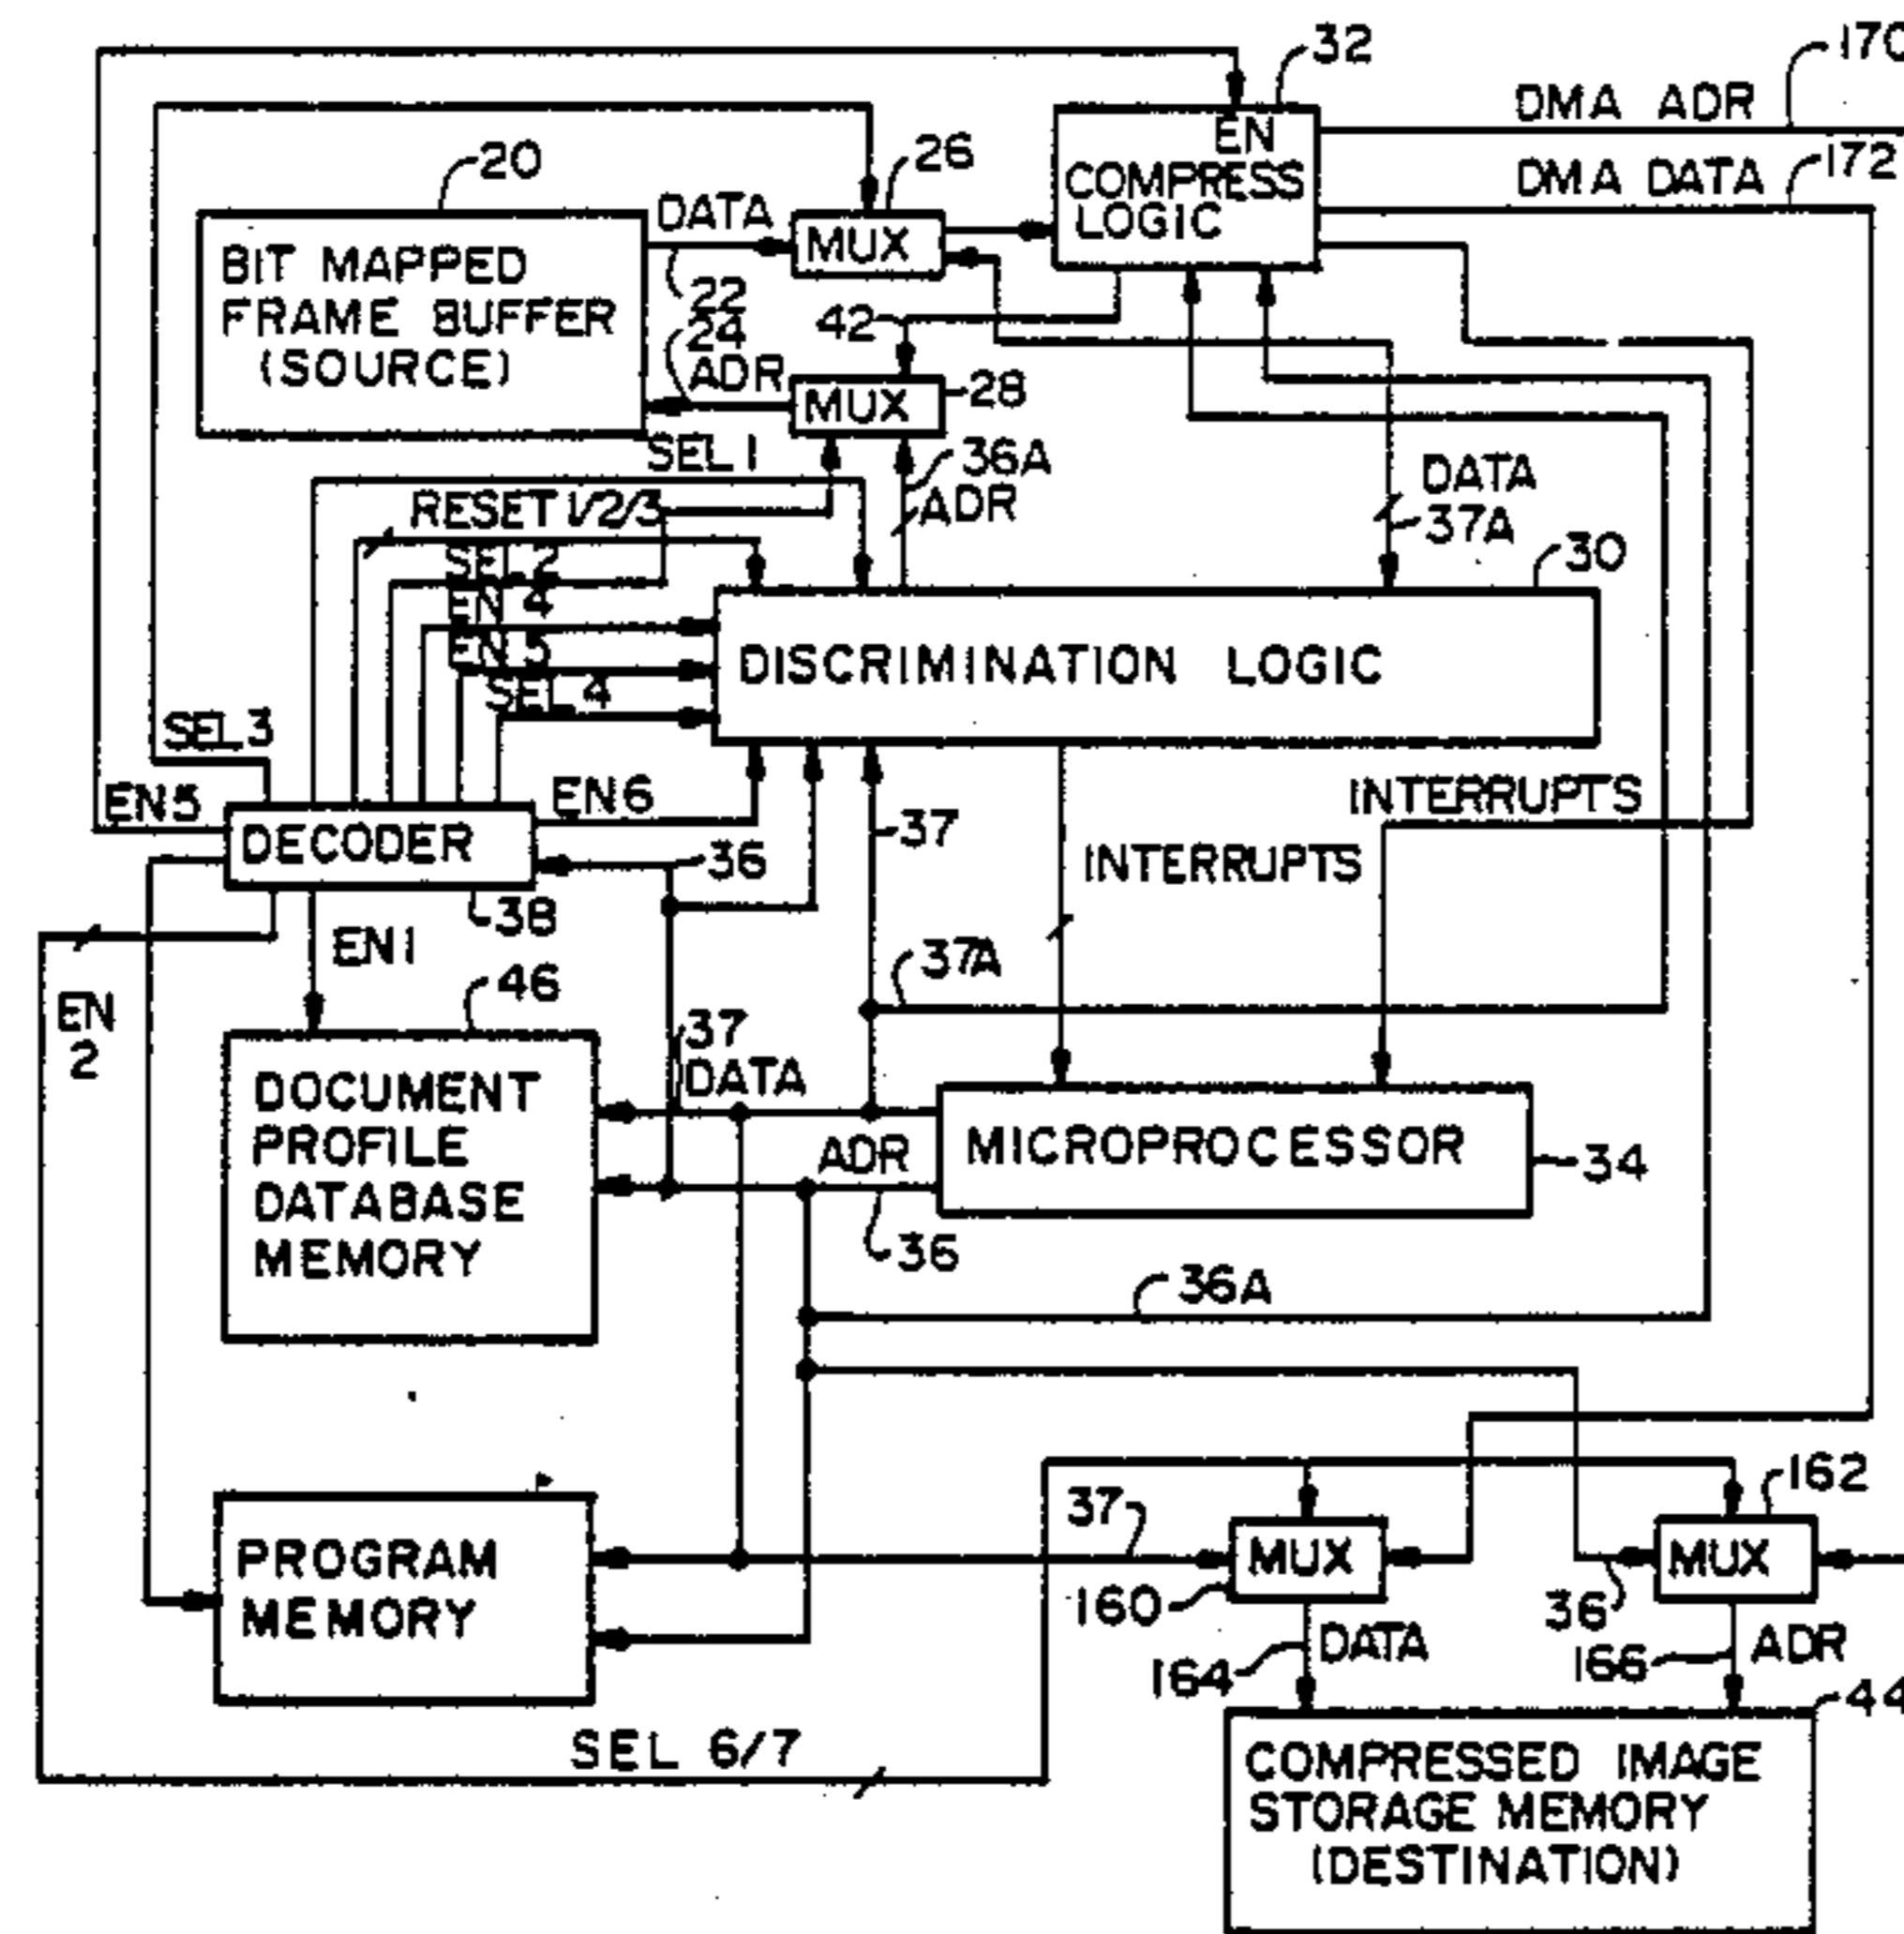 32
170
DMA ADR
EN
COMPRESS
LOGIC
DMA DATA
172
20
26
DATA
MUX
BIT MAPPED
FRAME BUFFER
(SOURCE)
22
24
ADR
42
MUX
28
SEL 1
36A
ADR
DATA
37A
RESET 1/2/3
SEL 2
EN 4
EN 3
SEL 4
30
DISCRIMINATION LOGIC
SEL 3
EN5
EN6
DECODER
36
38
37
INTERRUPTS
INTERRUPTS
EN1
EN
2
46
37A
37
DATA
DOCUMENT
PROFILE
DATABASE
MEMORY
ADR
MICROPROCESSOR
34
36
36A
PROGRAM
MEMORY
37
MUX
160
162
MUX
36
DATA
164
166
ADR
44
SEL 6/7
COMPRESSED IMAGE
STORAGE MEMORY
(DESTINATION)